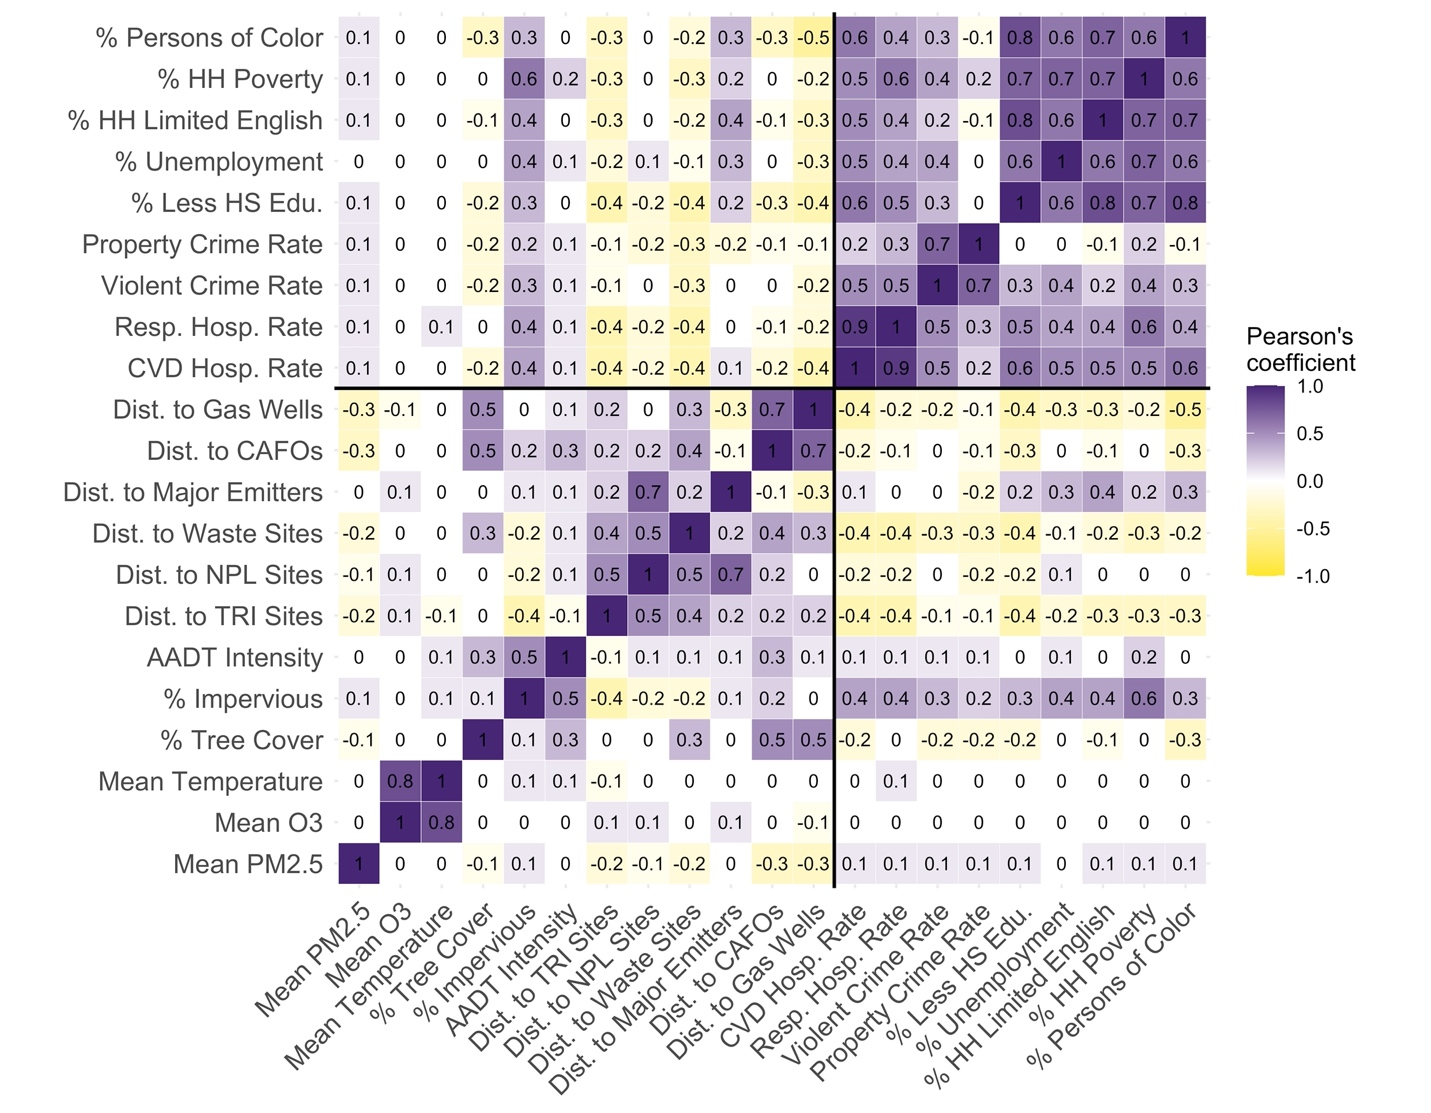 % Persons of Color 0.1 0 0 -0.3 0.3 0 -0.3 0 -0.2 0.3 -0.3 -0.5 0.6 0.4 0.3 -0.1 0.8 0.6 0.7 0.6 1
% HH Poverty 0.1 0 0 0 0.6 0.2 -0.3 0 -0.3 0.2 0 -0.2 0.5 0.6 0.4 0.2 0.7 0.7 0.7 1 0.6
% HH Limited English 0.1 0 0 -0.1 0.4 0 -0.3 0 -0.2 0.4 -0.1 -0.3 0.5 0.4 0.2 -0.1 0.8 0.6 1 0.7 0.7
% Unemployment 0 0 0 0 0.4 0.1 -0.2 0.1 -0.1 0.3 0 -0.3 0.5 0.4 0.4 0 0.6 1 0.6 0.7 0.6
% Less HS Edu. 0.1 0 0 -0.2 0.3 0 -0.4 -0.2 -0.4 0.2 -0.3 -0.4 0.6 0.5 0.3 0 1 0.6 0.8 0.7 0.8
Property Crime Rate 0.1 0 0 -0.2 0.2 0.1 -0.1 -0.2 -0.3 -0.2 -0.1 -0.1 0.2 0.3 0.7 1 0 0 -0.1 0.2 -0.1
Violent Crime Rate 0.1 0 0 -0.2 0.3 0.1 -0.1 0 -0.3 0 0 -0.2 0.5 0.5 1 0.7 0.3 0.4 0.2 0.4 0.3
Resp. Hosp. Rate 0.1 0 0.1 0 0.4 0.1 -0.4 -0.2 -0.4 0 -0.1 -0.2 0.9 1 0.5 0.3 0.5 0.4 0.4 0.6 0.4
CVD Hosp. Rate 0.1 0 0 -0.2 0.4 0.1 -0.4 -0.2 -0.4 0.1 -0.2 -0.4 1 0.9 0.5 0.2 0.6 0.5 0.5 0.5 0.6
Dist. to Gas Wells -0.3 -0.1 0 0.5 0 0.1 0.2 0 0.3 -0.3 0.7 1 -0.4 -0.2 -0.2 -0.1 -0.4 -0.3 -0.3 -0.2 -0.5
Dist. to CAFOs -0.3 0 0 0.5 0.2 0.3 0.2 0.2 0.4 -0.1 1 0.7 -0.2 -0.1 0 -0.1 -0.3 0 -0.1 0 -0.3
Dist. to Major Emitters 0 0.1 0 0 0.1 0.1 0.2 0.7 0.2 1 -0.1 -0.3 0.1 0 0 -0.2 0.2 0.3 0.4 0.2 0.3
Dist. to Waste Sites -0.2 0 0 0.3 -0.2 0.1 0.4 0.5 1 0.2 0.4 0.3 -0.4 -0.4 -0.3 -0.3 -0.4 -0.1 -0.2 -0.3 -0.2
Dist. to NPL Sites -0.1 0.1 0 0 -0.2 0.1 0.5 1 0.5 0.7 0.2 0 -0.2 -0.2 0 -0.2 -0.2 0.1 0 0 0
Dist. to TRI Sites -0.2 0.1 -0.1 0 -0.4 -0.1 1 0.5 0.4 0.2 0.2 0.2 -0.4 -0.4 -0.1 -0.1 -0.4 -0.2 -0.3 -0.3 -0.3
AADT Intensity 0 0 0.1 0.3 0.5 1 -0.1 0.1 0.1 0.1 0.3 0.1 0.1 0.1 0.1 0.1 0 0.1 0 0.2 0
% Impervious 0.1 0 0.1 0.1 1 0.5 -0.4 -0.2 -0.2 0.1 0.2 0 0.4 0.4 0.3 0.2 0.3 0.4 0.4 0.6 0.3
% Tree Cover -0.1 0 0 1 0.1 0.3 0 0 0.3 0 0.5 0.5 -0.2 0 -0.2 -0.2 -0.2 0 -0.1 0 -0.3
Mean Temperature 0 0.8 1 0 0.1 0.1 -0.1 0 0 0 0 0 0 0.1 0 0 0 0 0 0 0
Mean O3 0 1 0.8 0 0 0 0.1 0.1 0 0.1 0 -0.1 0 0 0 0 0 0 0 0 0
Mean PM2.5 1 0 0 -0.1 0.1 0 -0.2 -0.1 -0.2 0 -0.3 -0.3 0.1 0.1 0.1 0.1 0.1 0 0.1 0.1 0.1
Mean PM2.5
Mean O3
Mean Temperature
% Tree Cover
% Impervious
AADT Intensity
Dist. to TRI Sites
Dist. to NPL Sites
Dist. to Waste Sites
Dist. to Major Emitters
Dist. to CAFOs
Dist. to Gas Wells
CVD Hosp. Rate
Resp. Hosp. Rate
Violent Crime Rate
Property Crime Rate
% Less HS Edu.
% Unemployment
% HH Limited English
% HH Poverty
% Persons of Color
Pearson's
coefficient
1.0
0.5
0.0
-0.5
-1.0